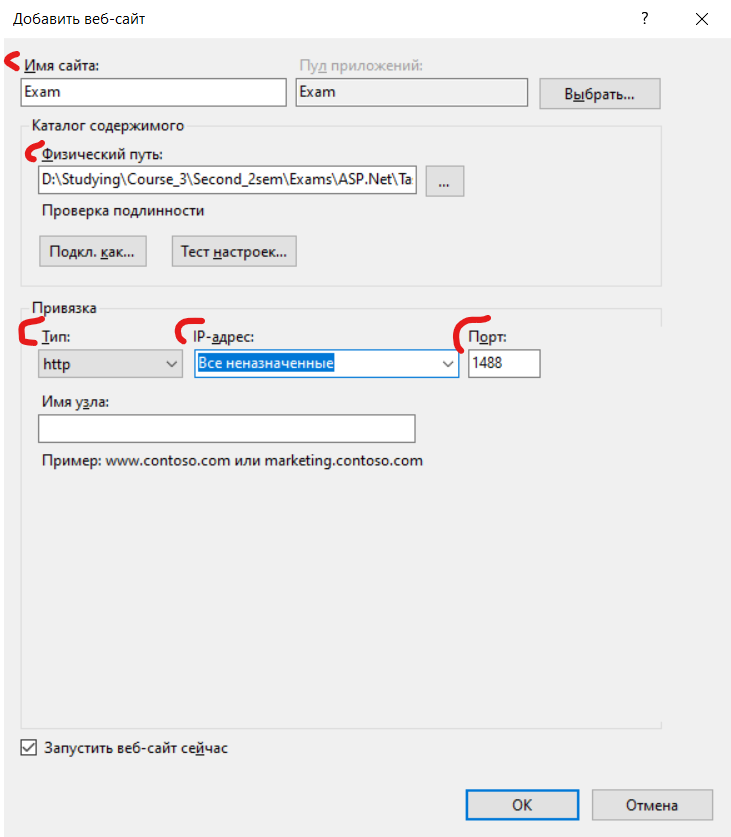 Добавить веб-сайт ?
Имя сайта: Пул приложений:
Exam Exam Выбрать...
Каталог содержимого
Физический путь:
D:\Studying\Course_3\Second_2sem\Exams\ASP.Net\Ta ...
Проверка подлинности
Подкл. как... Тест настроек...
Привязка
Тип: IP-адрес: Порт:
http Все неназначенные 1488
Имя узла:
Пример: www.contoso.com или marketing.contoso.com
Запустить веб-сайт сейчас
ОК Отмена